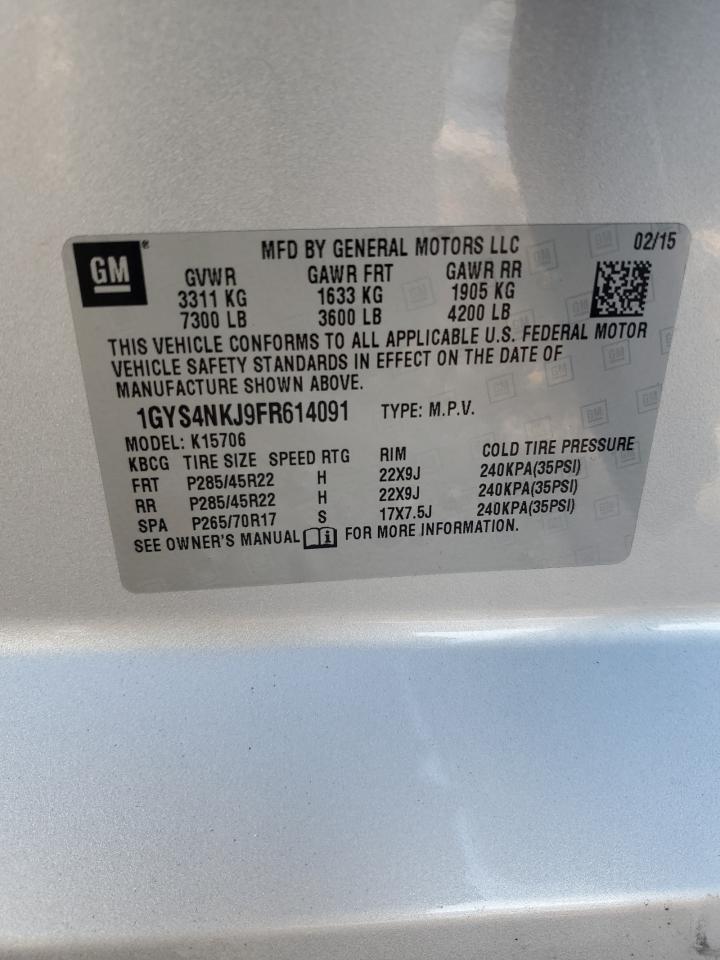 GM ® MFD BY GENERAL MOTORS LLC 02/15
GVWR GAWR FRT GAWR RR
3311 KG 1633 KG 1905 KG
7300 LB 3600 LB 4200 LB
THIS VEHICLE CONFORMS TO ALL APPLICABLE U.S. FEDERAL MOTOR
VEHICLE SAFETY STANDARDS IN EFFECT ON THE DATE OF
MANUFACTURE SHOWN ABOVE.
1GYS4NKJ9FR614091 TYPE: M.P.V.
MODEL: K15706
KBCG TIRE SIZE SPEED RTG RIM COLD TIRE PRESSURE
FRT P285/45R22 H 22X9J 240KPA(35PSI)
RR P285/45R22 H 22X9J 240KPA(35PSI)
SPA P265/70R17 S 17X7.5J 240KPA(35PSI)
SEE OWNER'S MANUAL i FOR MORE INFORMATION.